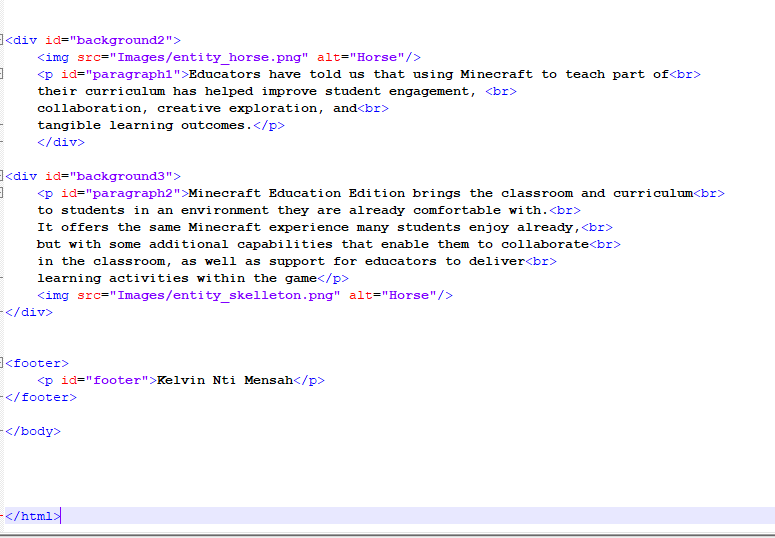 <div id="background2">
<img src="Images/entity_horse.png" alt="Horse"/>
<p id="paragraph1">Educators have told us that using Minecraft to teach part of<br>
their curriculum has helped improve student engagement, <br>
collaboration, creative exploration, and<br>
tangible learning outcomes.</p>
</div>
<div id="background3">
<p id="paragraph2">Minecraft Education Edition brings the classroom and curriculum<br>
to students in an environment they are already comfortable with.<br>
It offers the same Minecraft experience many students enjoy already,<br>
but with some additional capabilities that enable them to collaborate<br>
in the classroom, as well as support for educators to deliver<br>
learning activities within the game</p>
<img src="Images/entity_skelleton.png" alt="Horse"/>
</div>
<footer>
<p id="footer">Kelvin Nti Mensah</p>
</footer>
</body>
</html>